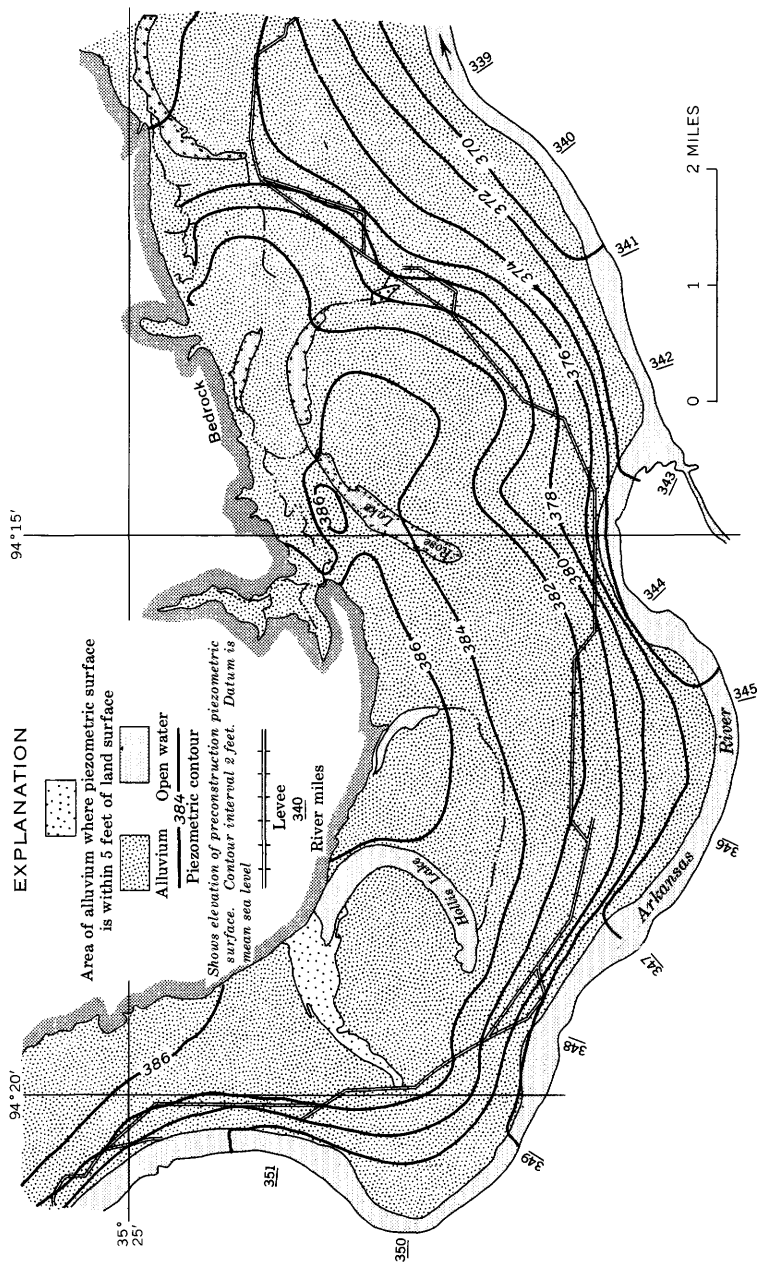 EXPLANATION
Area of alluvium where piezometric surface
is within 5 feet of land surface
Alluvium
Open water
384
Piezometric contour
Shows elevation of preconstruction piezometric
surface. Contour interval 2 feet. Datum is
mean sea level
Levee
340
River miles
94°20'
94°15'
35°
25'
Bedrock
386
386
386
384
382
380
378
376
374
372
370
Hollis Lake
Rose Lake
Arkansas River
351
350
349
348
347
346
345
344
343
342
341
340
339
0 1 2 MILES